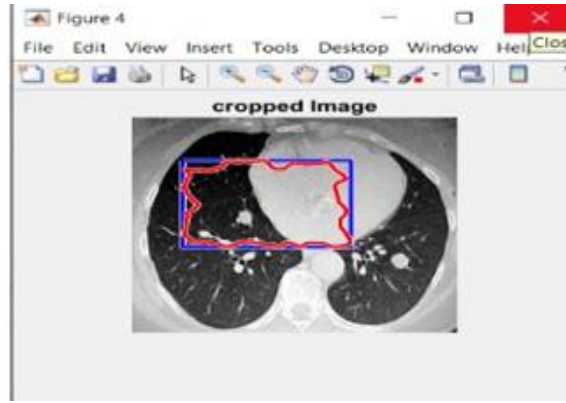 Figure 4
File Edit View Insert Tools Desktop Window Help
Clos
cropped Image